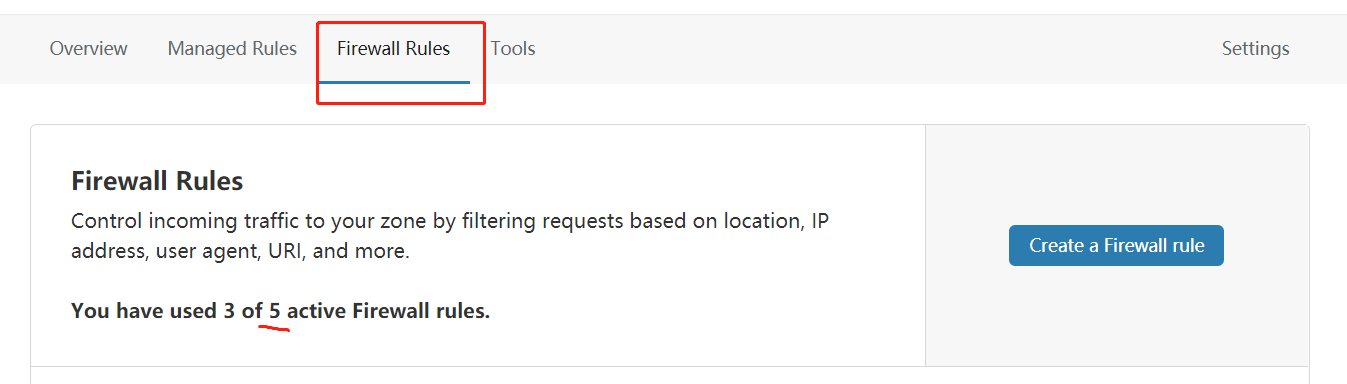 Overview Managed Rules Firewall Rules Tools Settings
Firewall Rules
Control incoming traffic to your zone by filtering requests based on location, IP
address, user agent, URI, and more.
Create a Firewall rule
You have used 3 of 5 active Firewall rules.